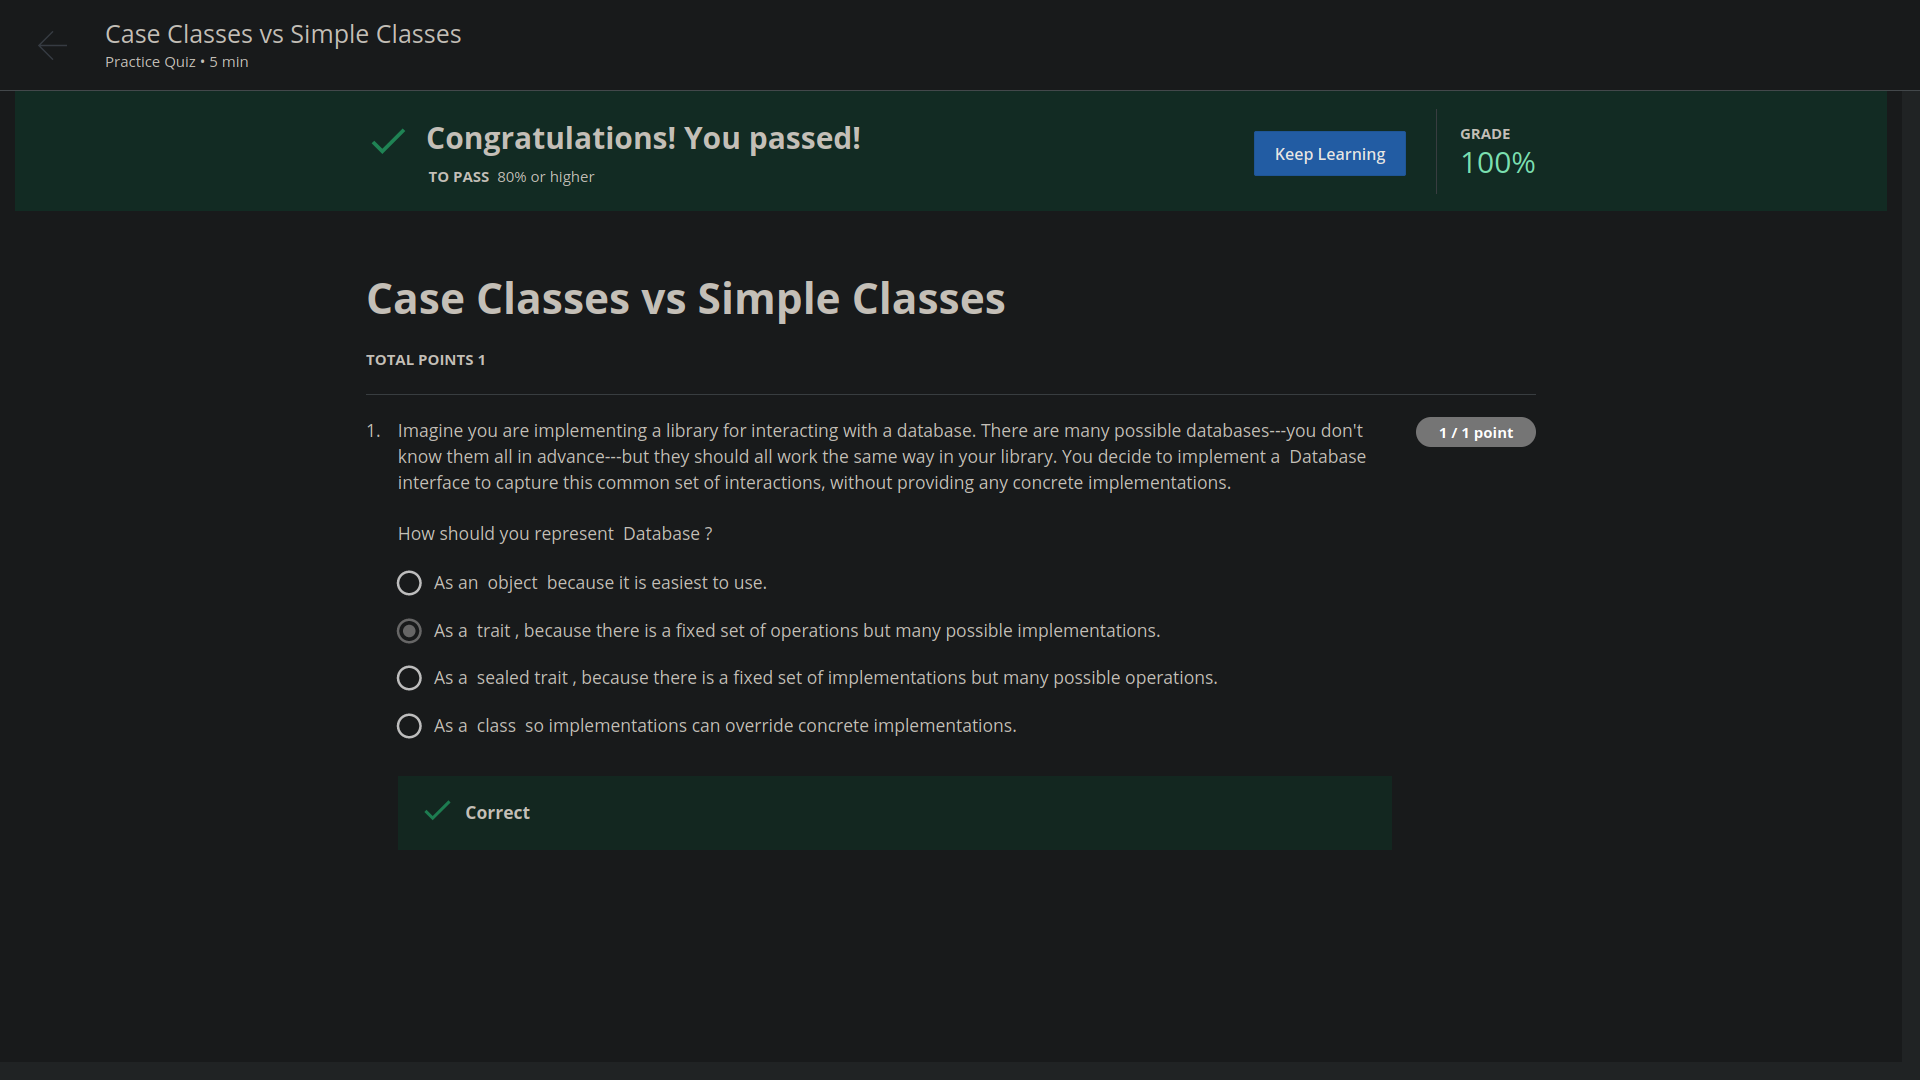 Case Classes vs Simple Classes
Practice Quiz • 5 min
Congratulations! You passed!
TO PASS 80% or higher
Keep Learning
GRADE
100%
Case Classes vs Simple Classes
TOTAL POINTS 1
1. Imagine you are implementing a library for interacting with a database. There are many possible databases---you don't
know them all in advance---but they should all work the same way in your library. You decide to implement a Database
interface to capture this common set of interactions, without providing any concrete implementations.
1 / 1 point
How should you represent Database ?
As an object because it is easiest to use.
As a trait , because there is a fixed set of operations but many possible implementations.
As a sealed trait , because there is a fixed set of implementations but many possible operations.
As a class so implementations can override concrete implementations.
Correct